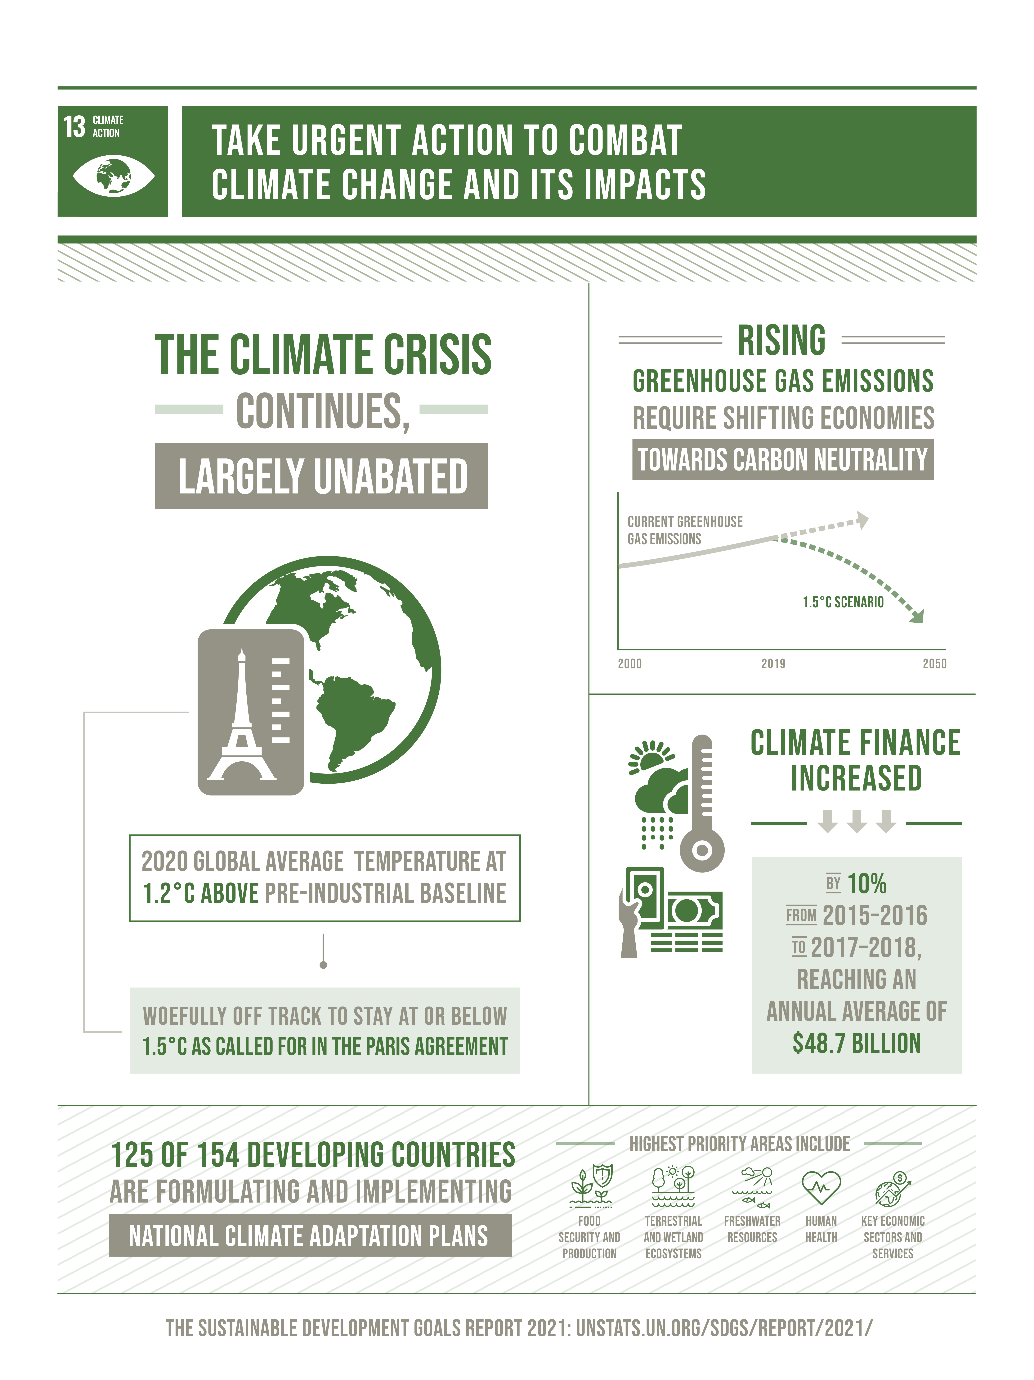 13 CLIMATE
ACTION
TAKE URGENT ACTION TO COMBAT
CLIMATE CHANGE AND ITS IMPACTS
THE CLIMATE CRISIS
CONTINUES,
LARGELY UNABATED
2020 GLOBAL AVERAGE TEMPERATURE AT
1.2°C ABOVE PRE-INDUSTRIAL BASELINE
WOEFULLY OFF TRACK TO STAY AT OR BELOW
1.5°C AS CALLED FOR IN THE PARIS AGREEMENT
RISING
GREENHOUSE GAS EMISSIONS
REQUIRE SHIFTING ECONOMIES
TOWARDS CARBON NEUTRALITY
CURRENT GREENHOUSE
GAS EMISSIONS
1.5°C SCENARIO
2000 2019 2050
CLIMATE FINANCE
INCREASED
BY 10%
FROM 2015-2016
TO 2017-2018,
REACHING AN
ANNUAL AVERAGE OF
$48.7 BILLION
125 OF 154 DEVELOPING COUNTRIES
ARE FORMULATING AND IMPLEMENTING
NATIONAL CLIMATE ADAPTATION PLANS
HIGHEST PRIORITY AREAS INCLUDE
$
FOOD
SECURITY AND
PRODUCTION
TERRESTRIAL
AND WETLAND
ECOSYSTEMS
FRESHWATER
RESOURCES
HUMAN
HEALTH
KEY ECONOMIC
SECTORS AND
SERVICES
THE SUSTAINABLE DEVELOPMENT GOALS REPORT 2021: UNSTATS.UN.ORG/SDGS/REPORT/2021/